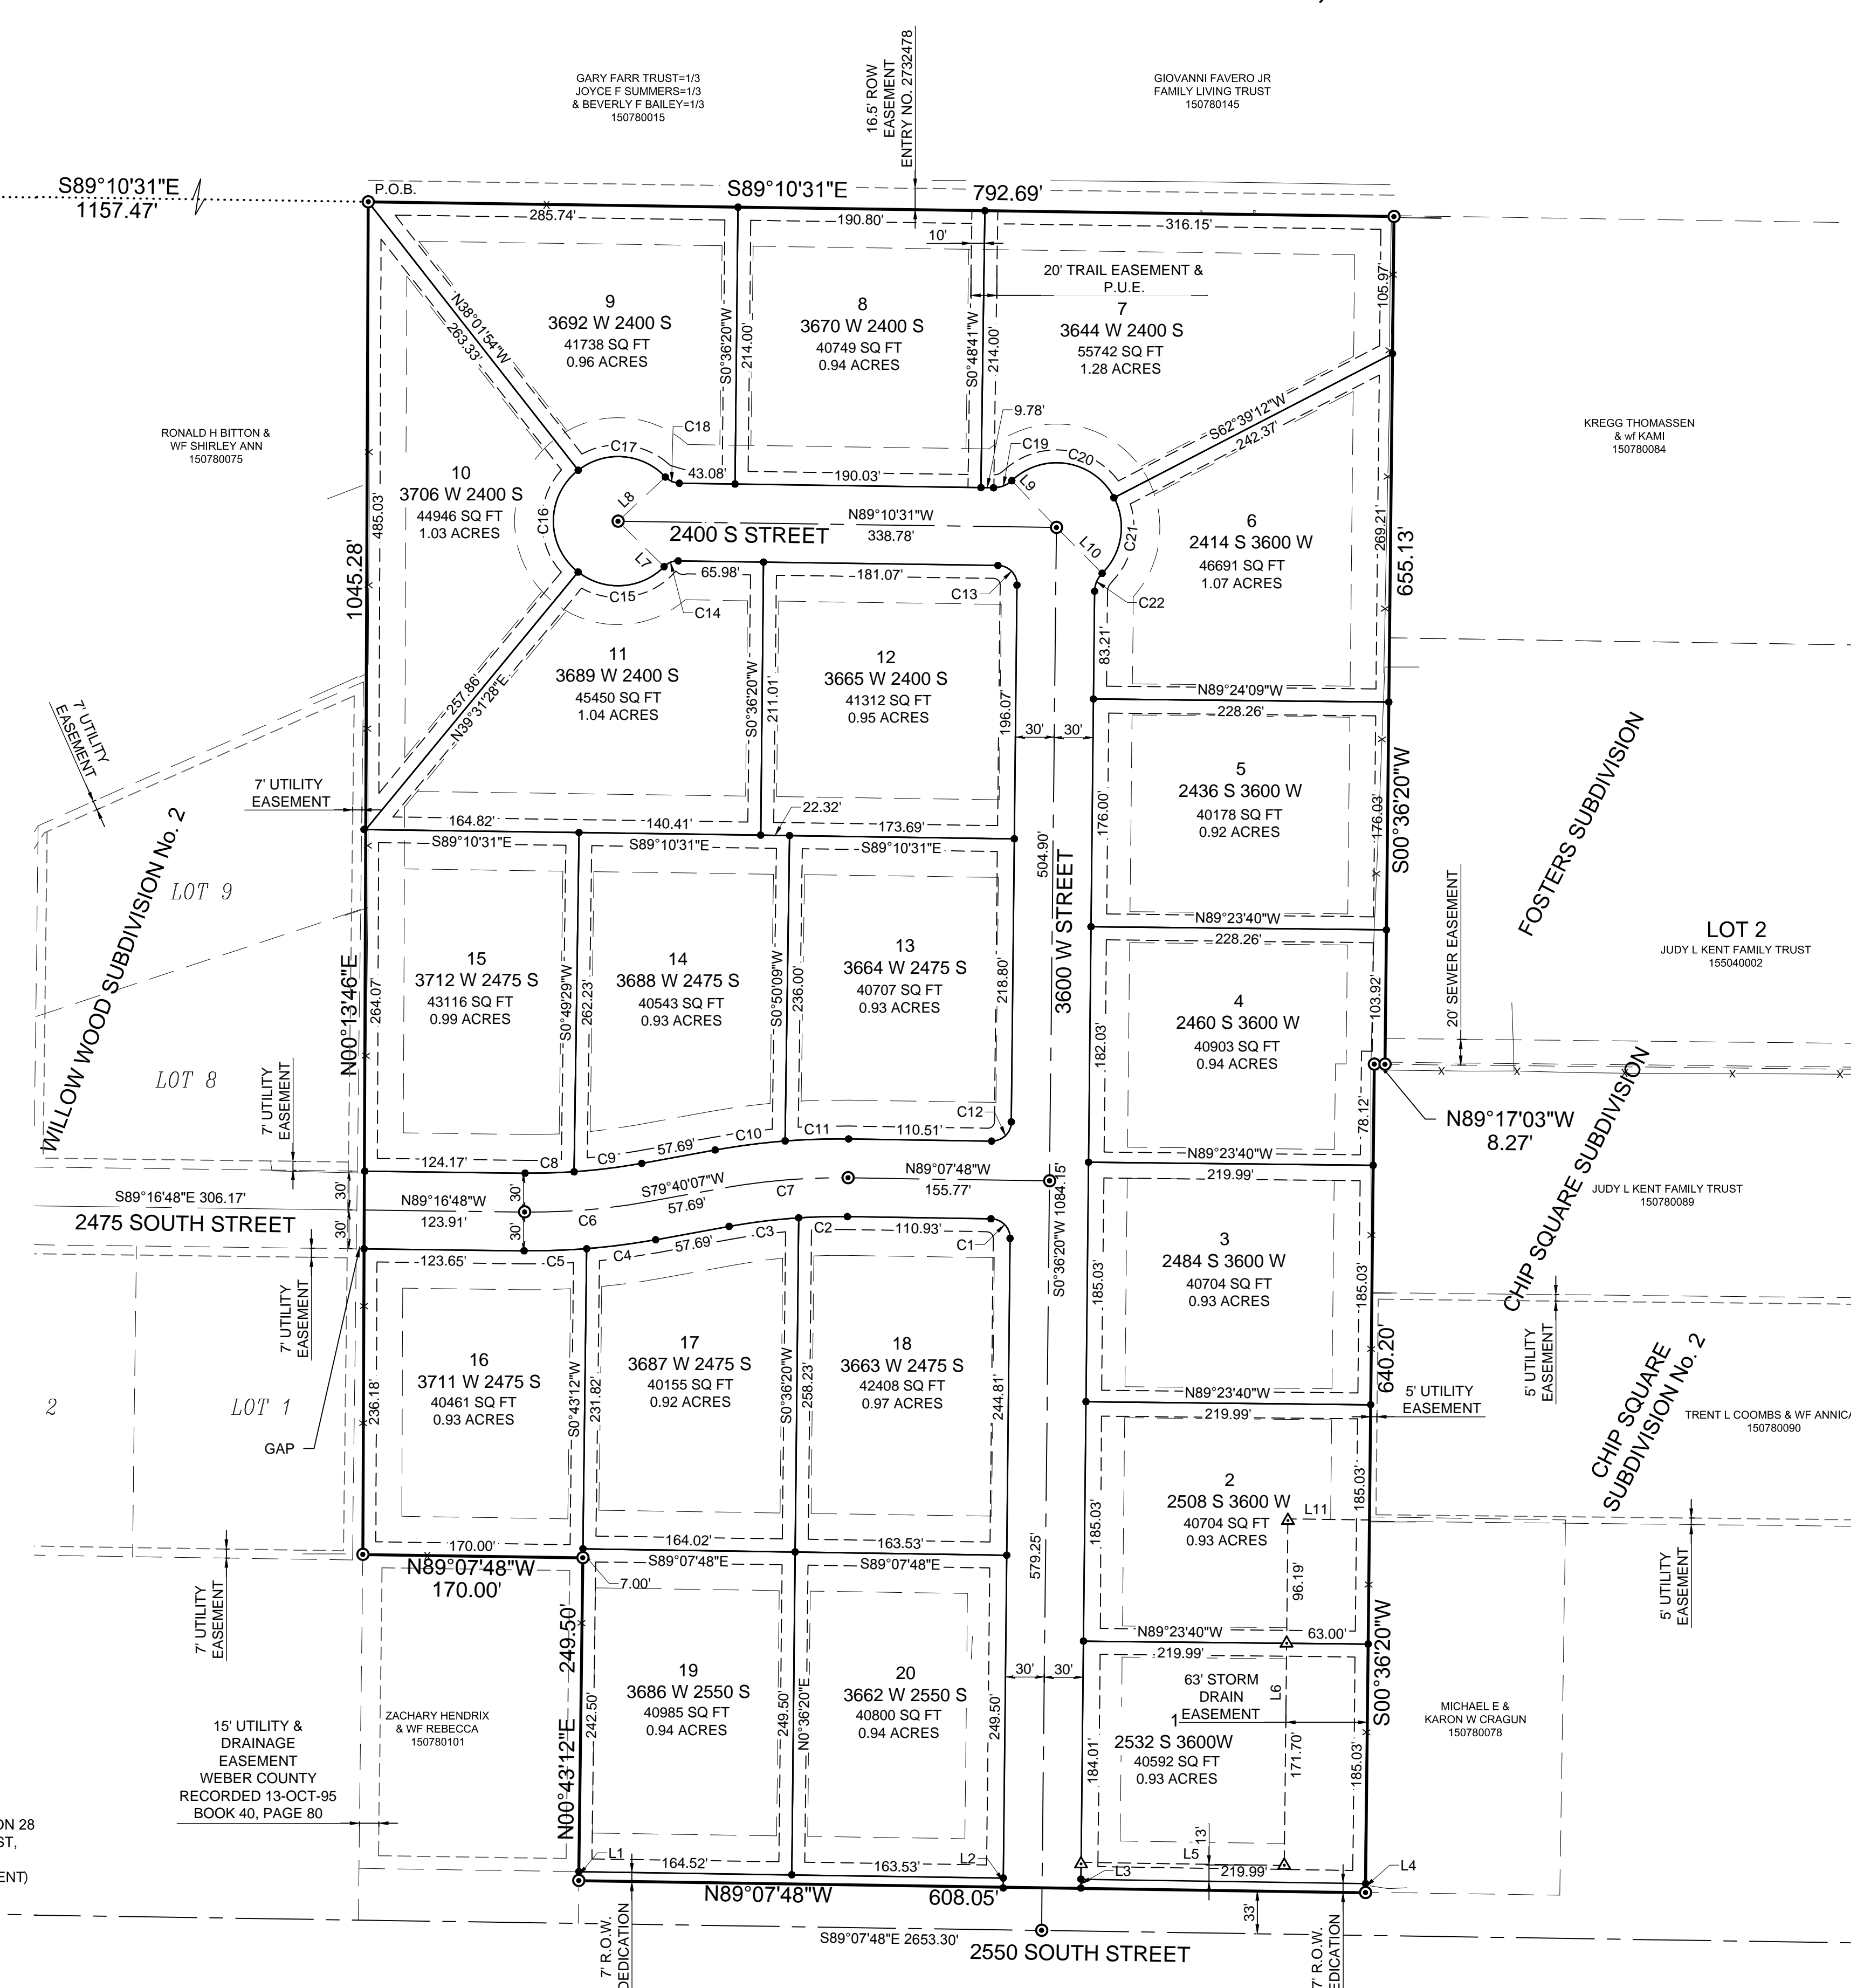 GARY FARR TRUST=1/3
JOYCE F SUMMERS=1/3
& BEVERLY F BAILEY=1/3
150780015
16.5' ROW
EASEMENT
ENTRY NO. 2732478
GIOVANNI FAVERO JR
FAMILY LIVING TRUST
150780145
S89°10'31"E
1157.47'
P.O.B.
S89°10'31"E
792.69'
285.74'
190.80'
316.15'
10'
20' TRAIL EASEMENT &
P.U.E.
105.97'
N38°01'54"W
263.33'
9
3692 W 2400 S
41738 SQ FT
0.96 ACRES
S0°36'20"W
214.00'
8
3670 W 2400 S
40749 SQ FT
0.94 ACRES
S0°48'41"W
214.00'
7
3644 W 2400 S
55742 SQ FT
1.28 ACRES
S62°39'12"W
242.37'
RONALD H BITTON &
WF SHIRLEY ANN
150780075
KREGG THOMASSEN
& wf KAMI
150780084
9.78'
C18
C19
C17
C20
43.08'
190.03'
L8
L9
10
3706 W 2400 S
44946 SQ FT
1.03 ACRES
485.03'
1045.28'
C16
N89°10'31"W
338.78'
2400 S STREET
L7
L10
C21
6
2414 S 3600 W
46691 SQ FT
1.07 ACRES
269.21'
655.13'
65.98'
181.07'
C15
C14
C13
C22
83.21'
257.86'
N39°31'28"E
11
3689 W 2400 S
45450 SQ FT
1.04 ACRES
S0°36'20"W
211.01'
12
3665 W 2400 S
41312 SQ FT
0.95 ACRES
196.07'
30'
30'
N89°24'09"W
228.26'
7' UTILITY
EASEMENT
7' UTILITY
EASEMENT
WILLOW WOOD SUBDIVISION No. 2
LOT 9
LOT 8
164.82'
140.41'
22.32'
173.69'
S89°10'31"E
S89°10'31"E
S89°10'31"E
504.90'
3600 W STREET
5
2436 S 3600 W
40178 SQ FT
0.92 ACRES
176.00'
176.03'
S00°36'20"W
FOSTERS SUBDIVISION
LOT 2
JUDY L KENT FAMILY TRUST
155040002
20' SEWER EASEMENT
N89°23'40"W
228.26'
N00°13'46"E
264.07'
15
3712 W 2475 S
43116 SQ FT
0.99 ACRES
S0°49'29"W
262.23'
14
3688 W 2475 S
40543 SQ FT
0.93 ACRES
S0°50'09"W
236.00'
13
3664 W 2475 S
40707 SQ FT
0.93 ACRES
218.80'
182.03'
4
2460 S 3600 W
40903 SQ FT
0.94 ACRES
103.92'
78.12'
N89°17'03"W
8.27'
CHIP SQUARE SUBDIVISION
7' UTILITY
EASEMENT
C12
C11
110.51'
C10
57.69'
C9
C8
124.17'
N89°23'40"W
219.99'
S89°16'48"E 306.17'
2475 SOUTH STREET
30'
30'
N89°16'48"W
123.91'
30'
30'
S79°40'07"W
57.69'
C6
C7
N89°07'48"W
155.77'
S0°36'20"W 1084.15'
JUDY L KENT FAMILY TRUST
150780089
123.65'
C5
C4
57.69'
C3
C2
110.93'
C1
185.03'
3
2484 S 3600 W
40704 SQ FT
0.93 ACRES
185.03'
640.20'
7' UTILITY
EASEMENT
5' UTILITY
EASEMENT
5' UTILITY
EASEMENT
CHIP SQUARE
SUBDIVISION No. 2
TRENT L COOMBS & WF ANNICA
150780090
2
LOT 1
GAP
236.18'
16
3711 W 2475 S
40461 SQ FT
0.93 ACRES
S0°43'12"W
231.82'
17
3687 W 2475 S
40155 SQ FT
0.92 ACRES
S0°36'20"W
258.23'
18
3663 W 2475 S
42408 SQ FT
0.97 ACRES
244.81'
N89°23'40"W
219.99'
2
2508 S 3600 W
40704 SQ FT
0.93 ACRES
185.03'
185.03'
L11
96.19'
5' UTILITY
EASEMENT
7' UTILITY
EASEMENT
170.00'
N89°07'48"W
170.00'
7.00'
164.02'
S89°07'48"E
163.53'
S89°07'48"E
579.25'
N89°23'40"W
63.00'
219.99'
249.50'
N00°43'12"E
242.50'
19
3686 W 2550 S
40985 SQ FT
0.94 ACRES
249.50'
N0°36'20"E
20
3662 W 2550 S
40800 SQ FT
0.94 ACRES
249.50'
30'
30'
63' STORM
DRAIN
EASEMENT
L6
1
2532 S 3600W
40592 SQ FT
0.93 ACRES
184.01'
171.70'
185.03'
S00°36'20"W
MICHAEL E &
KARON W CRAGUN
150780078
ZACHARY HENDRIX
& WF REBECCA
150780101
15' UTILITY &
DRAINAGE
EASEMENT
WEBER COUNTY
RECORDED 13-OCT-95
BOOK 40, PAGE 80
ON 28
ST,
ENT)
L1
164.52'
163.53'
L2
13'
L5
L3
219.99'
L4
N89°07'48"W
608.05'
33'
7' R.O.W.
DEDICATION
S89°07'48"E 2653.30'
2550 SOUTH STREET
7' R.O.W.
DEDICATION